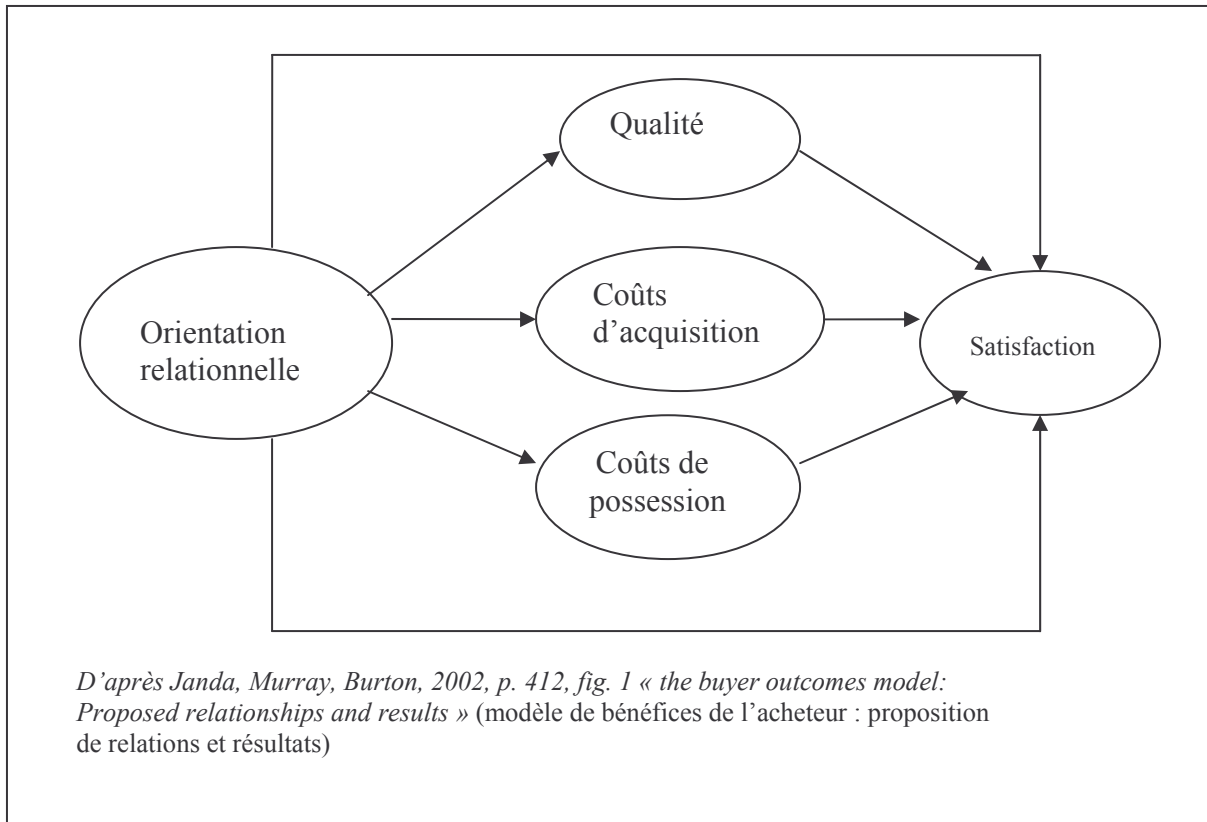 Qualité
Coûts
d’acquisition
Orientation
relationnelle
Satisfaction
Coûts de
possession
D’après Janda, Murray, Burton, 2002, p. 412, fig. 1 « the buyer outcomes model:
Proposed relationships and results » (modèle de bénéfices de l’acheteur : proposition
de relations et résultats)